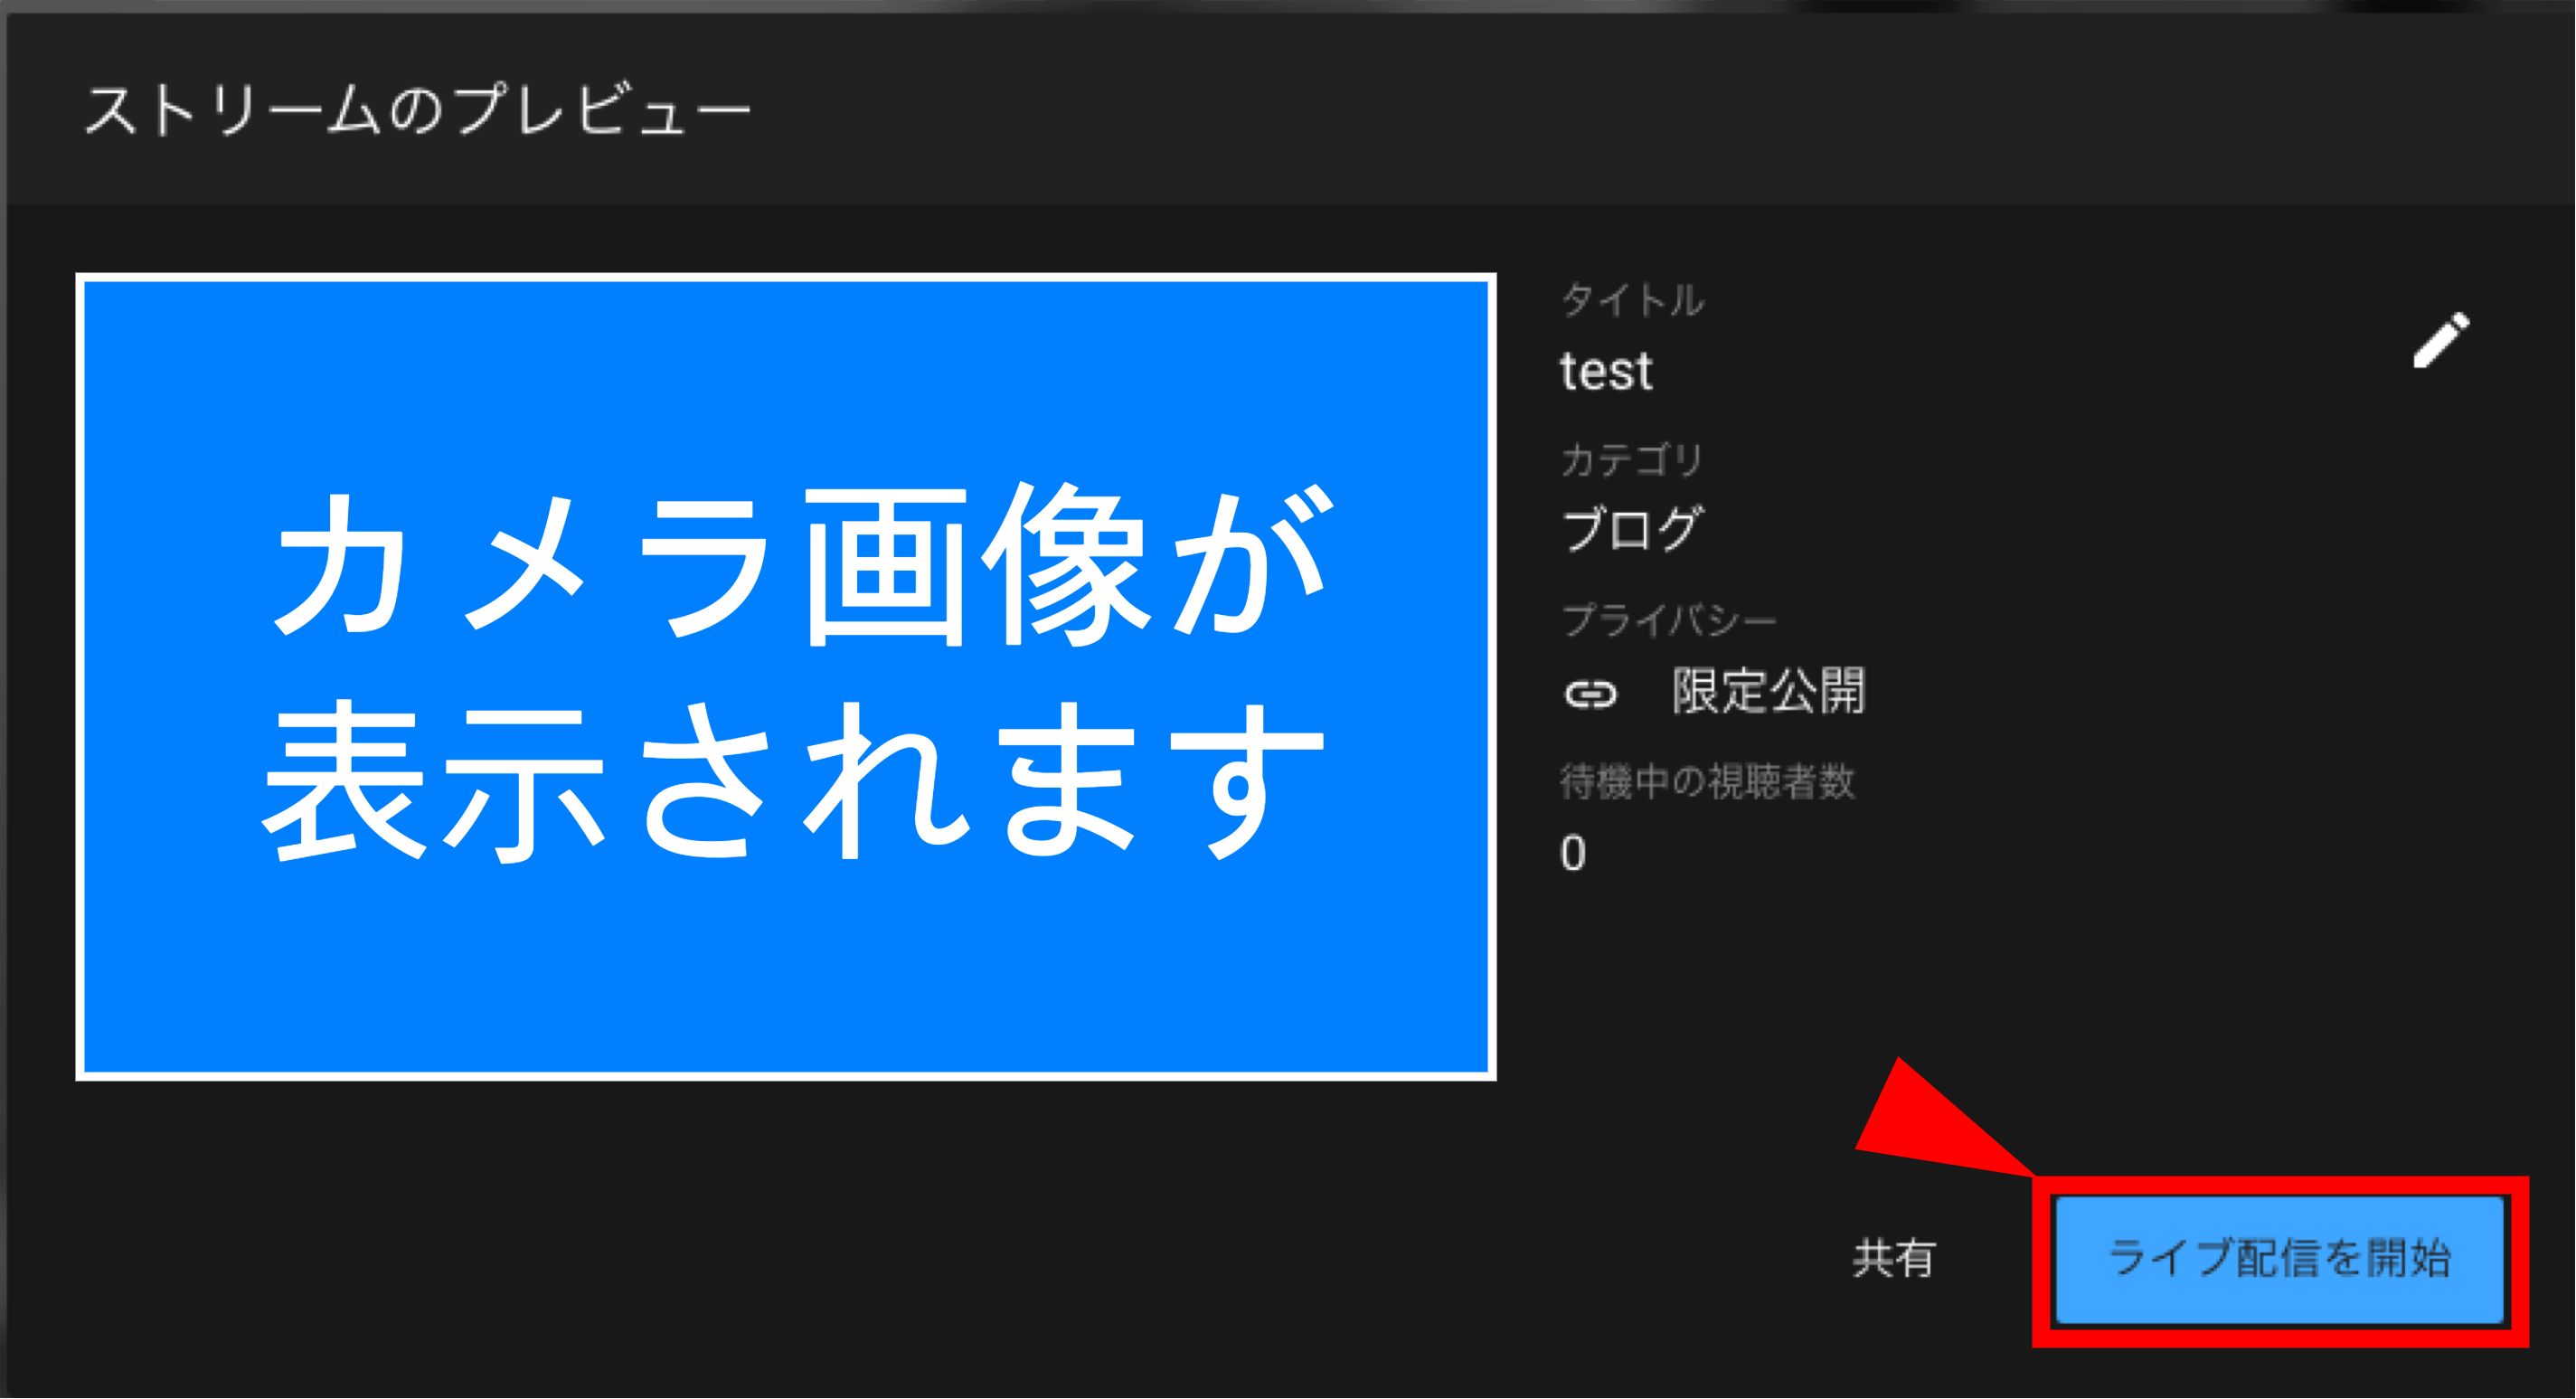 ストリームのプレビュー
カメラ画像が
表示されます
タイトル
test
カテゴリ
ブログ
プライバシー
限定公開
待機中の視聴者数
0
共有
ライブ配信を開始